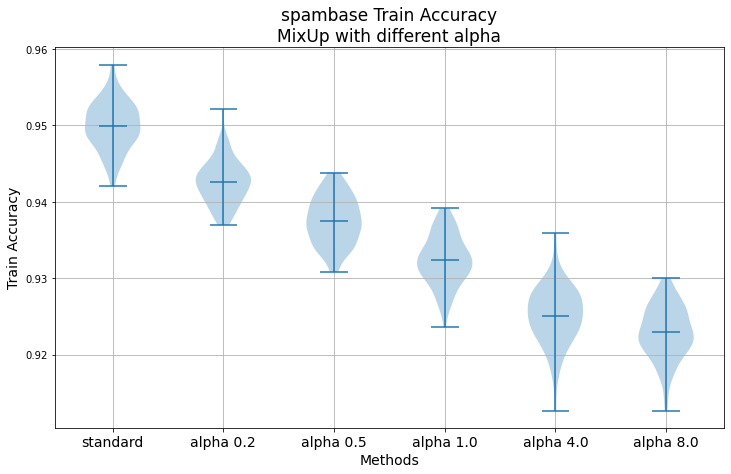 spambase Train Accuracy
MixUp with different alpha
0.96
0.95
0.94
0.93
0.92
Train Accuracy
standard
alpha 0.2
alpha 0.5
alpha 1.0
alpha 4.0
alpha 8.0
Methods